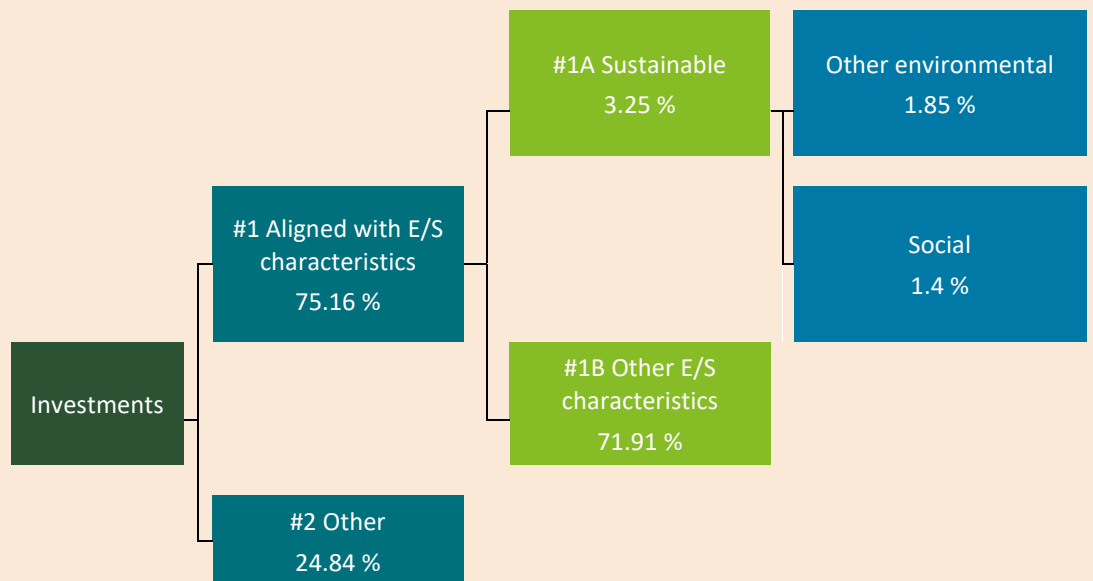 Investments
#1 Aligned with E/S
characteristics
75.16 %
#2 Other
24.84 %
#1A Sustainable
3.25 %
#1B Other E/S
characteristics
71.91 %
Other environmental
1.85 %
Social
1.4 %